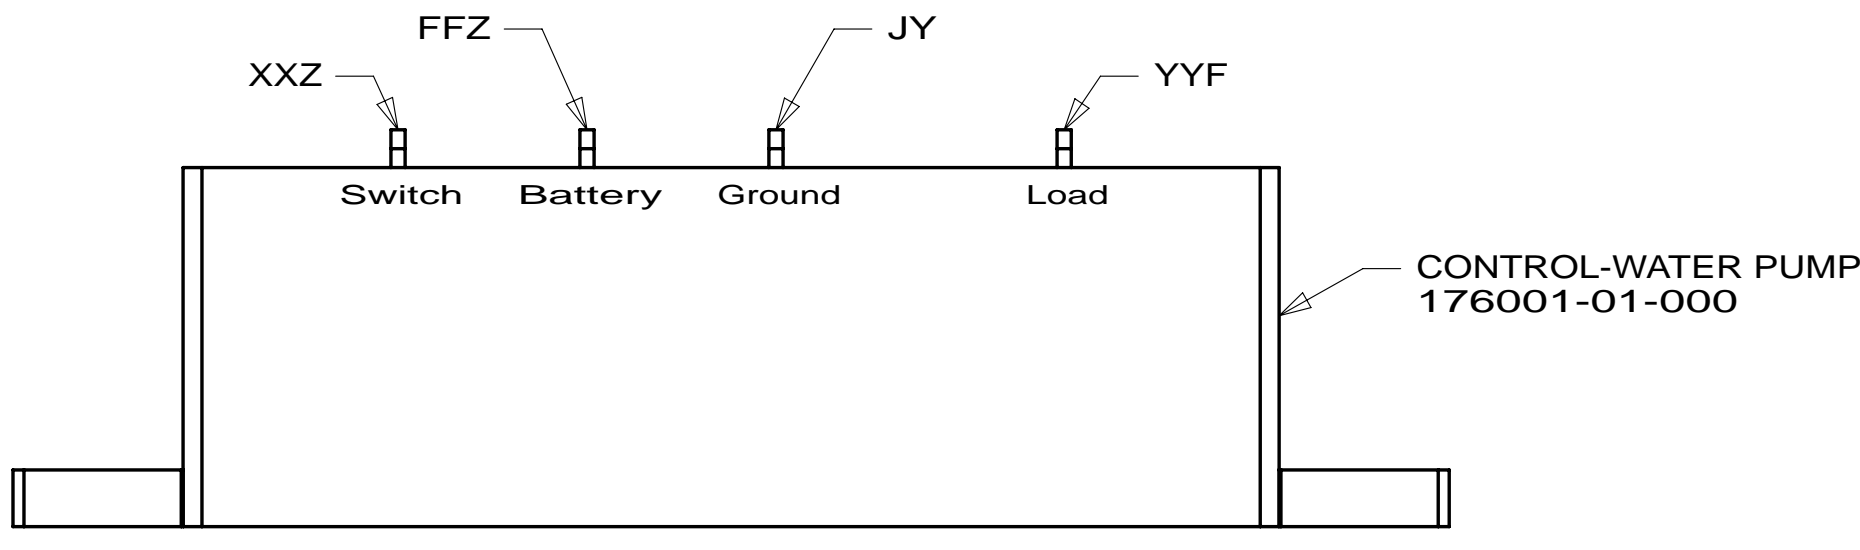 FFZ
JY
XXZ
YYF
Switch
Battery
Ground
Load
CONTROL-WATER PUMP
176001-01-000